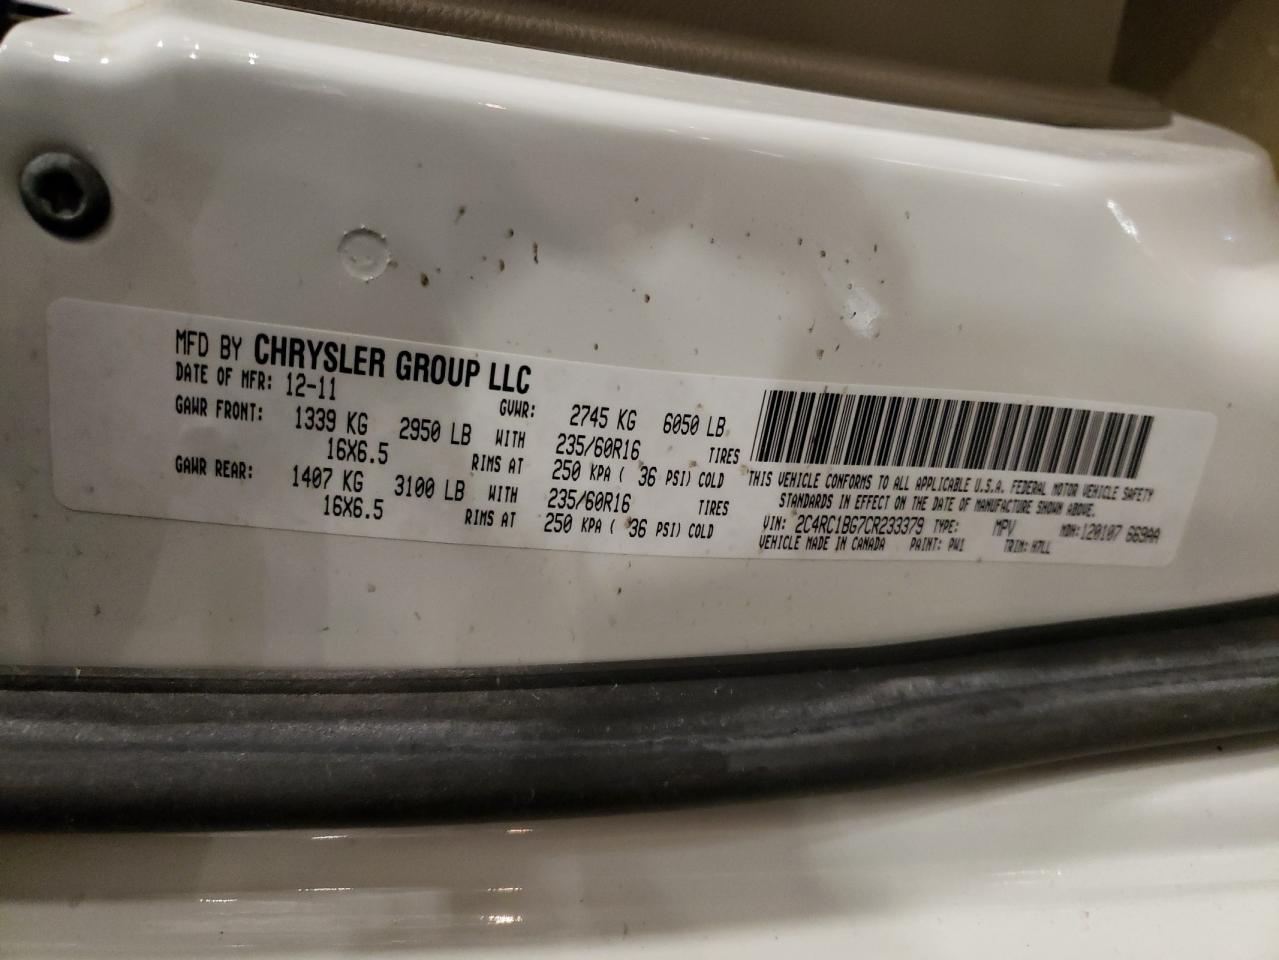 MFD BY CHRYSLER GROUP LLC
DATE OF MFR: 12-11 GVWR: 2745 KG 6050 LB
GAWR FRONT: 1339 KG 2950 LB WITH 235/60R16 TIRES
16X6.5 RIMS AT 250 KPA ( 36 PSI) COLD
GAWR REAR: 1407 KG 3100 LB WITH 235/60R16 TIRES
16X6.5 RIMS AT 250 KPA ( 36 PSI) COLD
THIS VEHICLE CONFORMS TO ALL APPLICABLE U.S.A. FEDERAL MOTOR VEHICLE SAFETY
STANDARDS IN EFFECT ON THE DATE OF MANUFACTURE SHOWN ABOVE.
VIN: 2C4RC1BG7CR233379 TYPE: MPV MDH: 120107 669AA
VEHICLE MADE IN CANADA PAINT: PW1 TRIM: H7LL